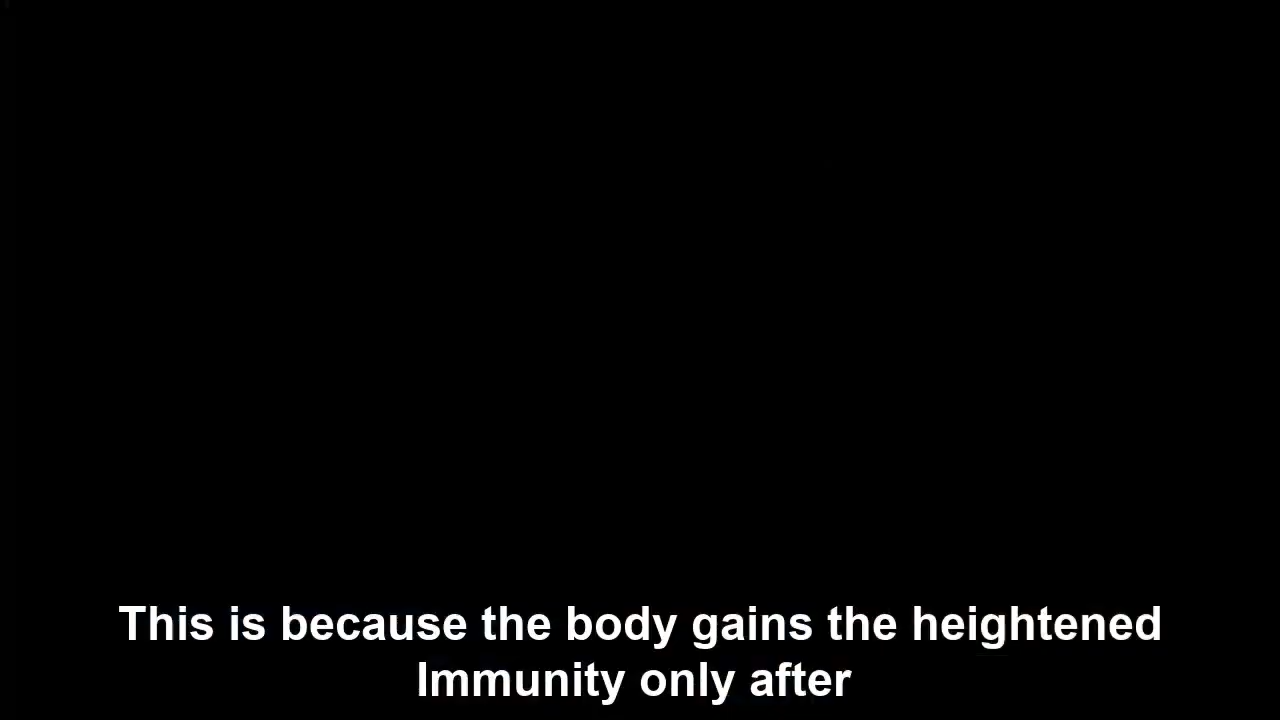 This is because the body gains the heightened
Immunity only after